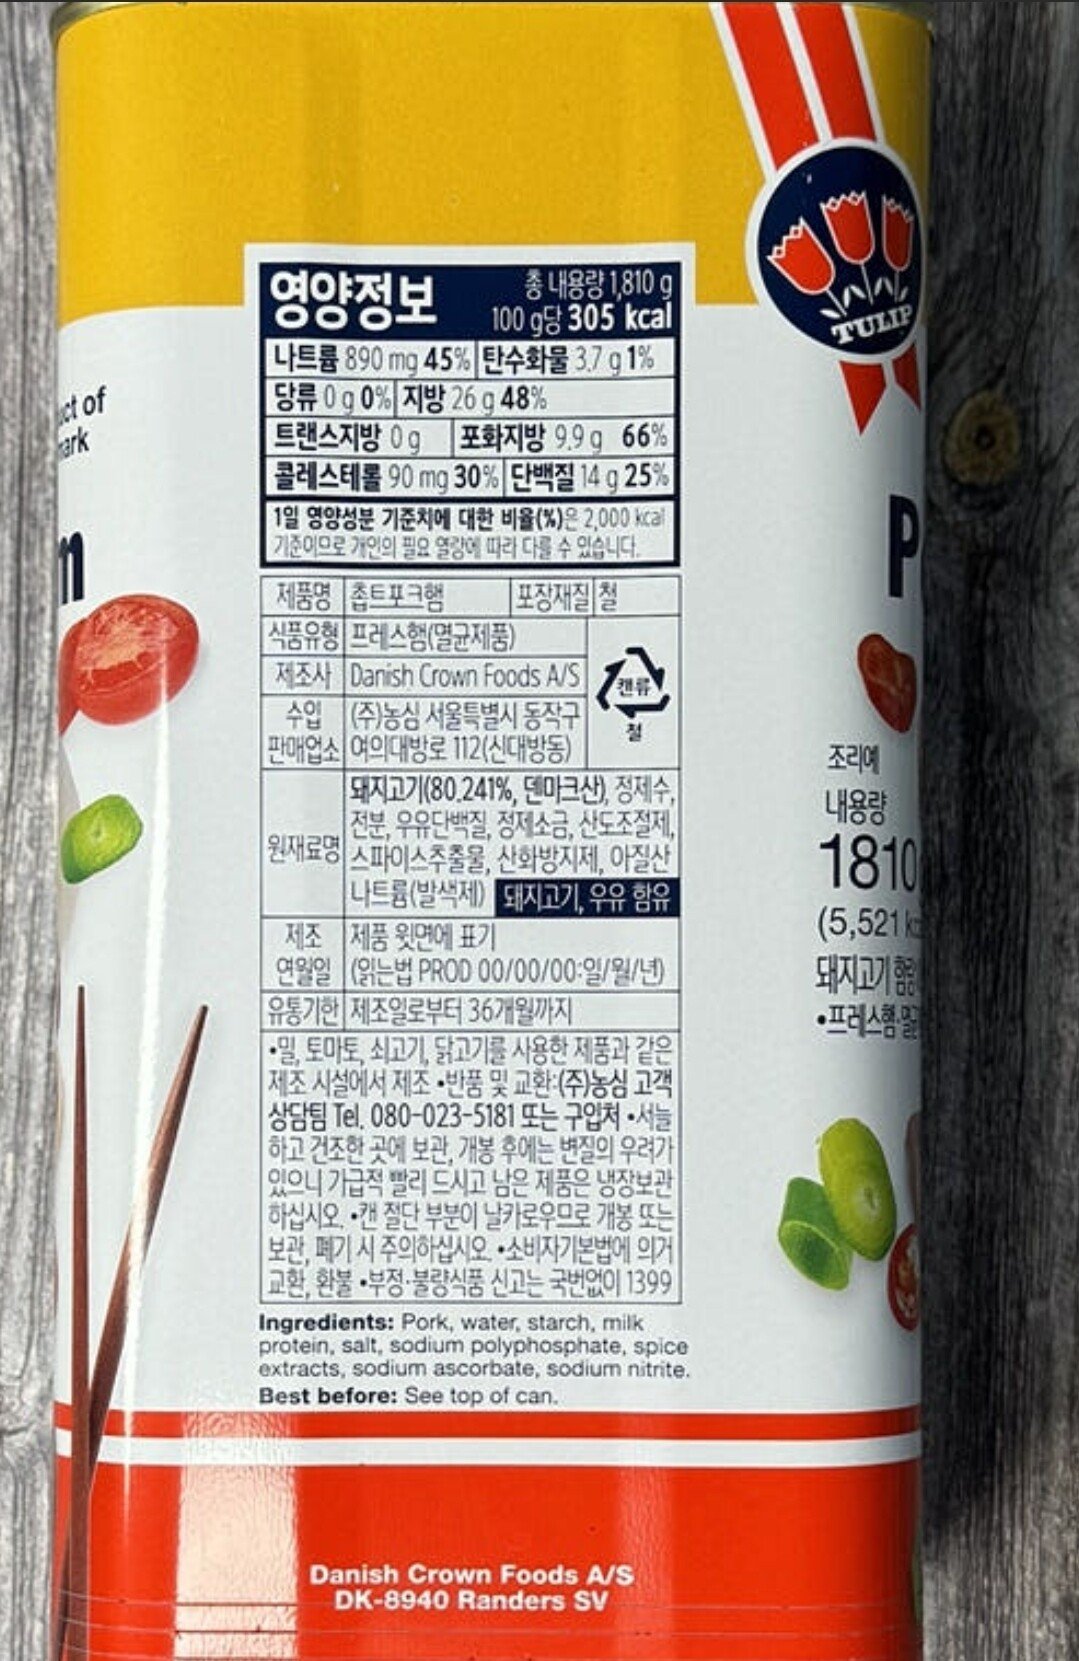 TULIP
영양정보
총 내용량 1,810 g
100 g당 305 kcal
나트륨 890 mg 45% 탄수화물 3.7 g 1%
당류 0 g 0% 지방 26 g 48%
트랜스지방 0 g 포화지방 9.9 g 66%
콜레스테롤 90 mg 30% 단백질 14 g 25%
1일 영양성분 기준치에 대한 비율(%)은 2,000 kcal
기준이므로 개인의 필요 열량에 따라 다를 수 있습니다.
제품명 촙트포크햄 포장재질 철
식품유형 프레스햄(멸균제품)
제조사 Danish Crown Foods A/S
캔류
철
수입 (주)농심 서울특별시 동작구
판매업소 여의대방로 112(신대방동)
원재료명
돼지고기(80.241%, 덴마크산), 정제수,
전분, 우유단백질, 정제소금, 산도조절제,
스파이스추출물, 산화방지제, 아질산
나트륨(발색제) 돼지고기, 우유 함유
제조 제품 윗면에 표기
연월일 (읽는법 PROD 00/00/00:일/월/년)
유통기한 제조일로부터 36개월까지
•밀, 토마토, 쇠고기, 닭고기를 사용한 제품과 같은
제조 시설에서 제조 •반품 및 교환:(주)농심 고객
상담팀 Tel. 080-023-5181 또는 구입처 •서늘
하고 건조한 곳에 보관, 개봉 후에는 변질의 우려가
있으니 가급적 빨리 드시고 남은 제품은 냉장보관
하십시오. •캔 절단 부분이 날카로우므로 개봉 또는
보관, 폐기 시 주의하십시오. •소비자기본법에 의거
교환, 환불 •부정·불량식품 신고는 국번없이 1399
Ingredients: Pork, water, starch, milk
protein, salt, sodium polyphosphate, spice
extracts, sodium ascorbate, sodium nitrite.
Best before: See top of can.
Danish Crown Foods A/S
DK-8940 Randers SV
of
P
조리예
내용량
1810
(5,521
돼지고기
•프레스햄